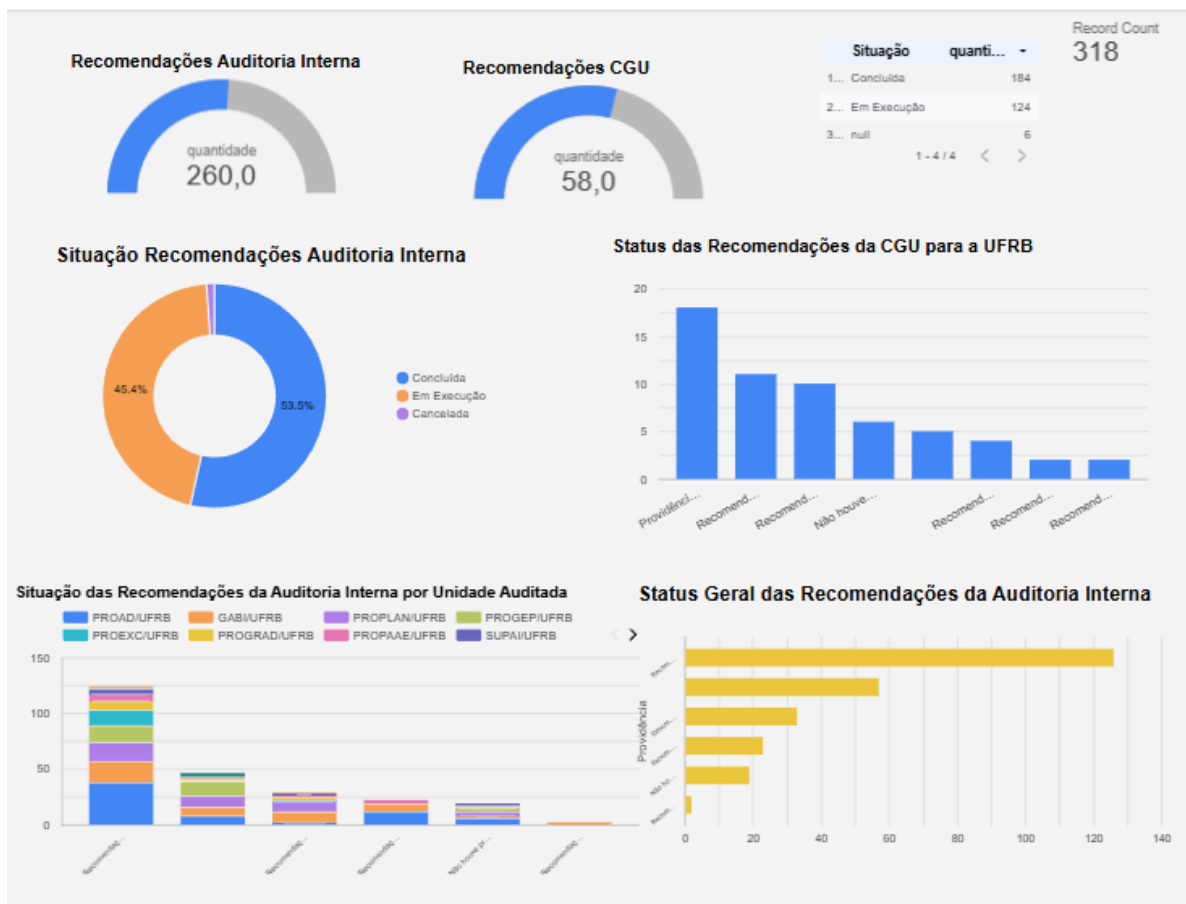 Recomendações Auditoria Interna
quantidade
260,0
Recomendações CGU
quantidade
58,0
Situação quanti...
1... Concluída 184
2... Em Execução 124
3... null 6
1 - 4 / 4
Record Count
318
Situação Recomendações Auditoria Interna
45.4%
53.5%
Concluída
Em Execução
Cancelada
Status das Recomendações da CGU para a UFRB
20
15
10
5
0
Providênci...
Recomend...
Recomend...
Não houve...
Recomend...
Recomend...
Recomend...
Situação das Recomendações da Auditoria Interna por Unidade Auditada
PROAD/UFRB GABI/UFRB PROPLAN/UFRB PROGEP/UFRB
PROEXC/UFRB PROGRAD/UFRB PROPAAE/UFRB SUPAI/UFRB
150
100
50
0
Recomendaç...
Recomendaç...
Recomendaç...
Não houve pr...
Recomendaç...
Status Geral das Recomendações da Auditoria Interna
Providência
Recom...
Recom...
Não ho...
Recom...
0 20 40 60 80 100 120 140